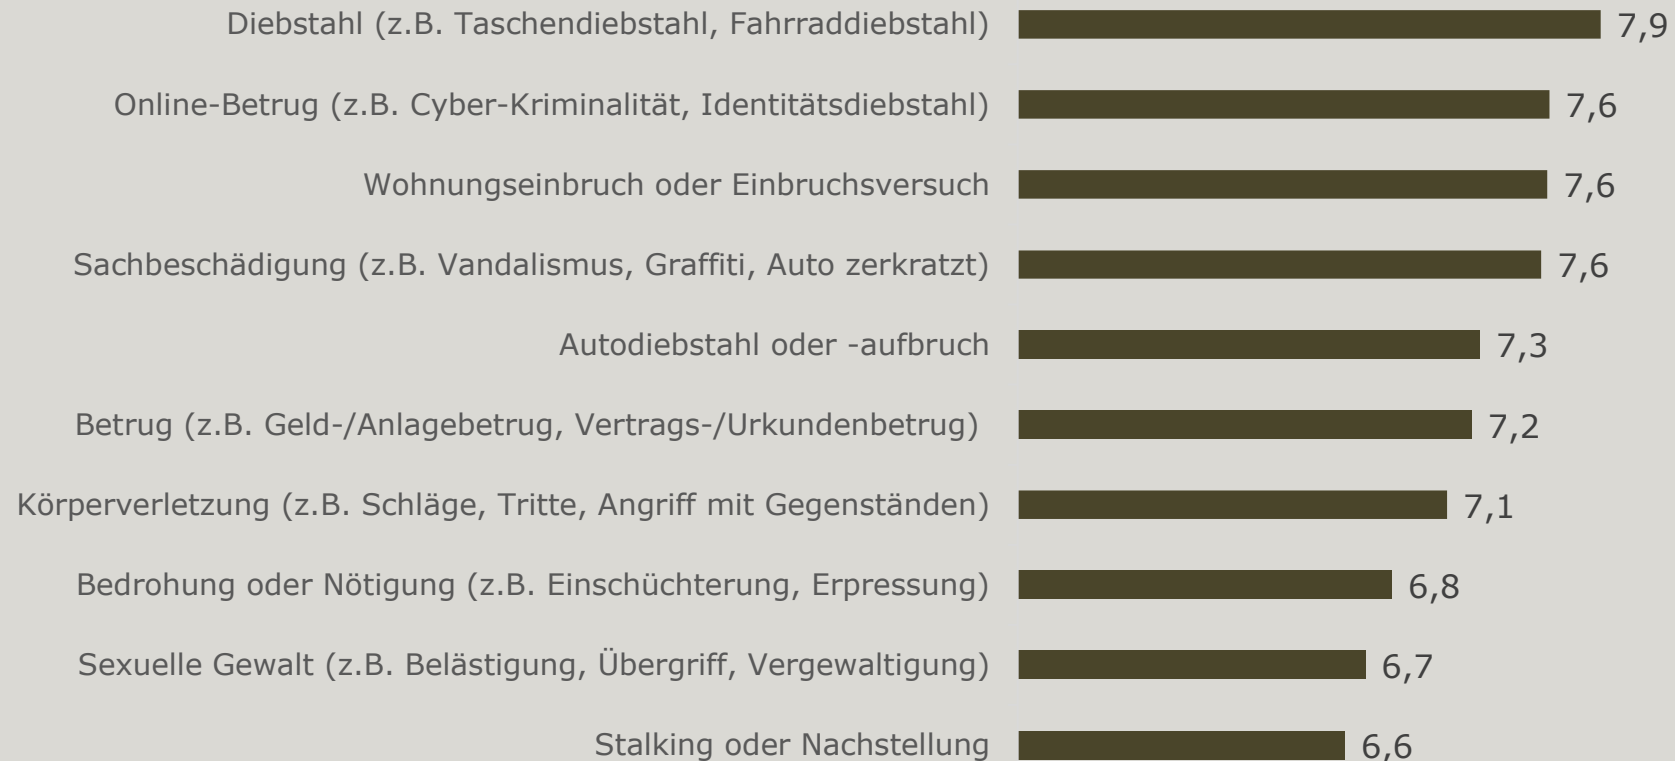 Diebstahl (z.B. Taschendiebstahl, Fahrraddiebstahl) 7,9
Online-Betrug (z.B. Cyber-Kriminalität, Identitätsdiebstahl) 7,6
Wohnungseinbruch oder Einbruchsversuch 7,6
Sachbeschädigung (z.B. Vandalismus, Graffiti, Auto zerkratzt) 7,6
Autodiebstahl oder -aufbruch 7,3
Betrug (z.B. Geld-/Anlagebetrug, Vertrags-/Urkundenbetrug) 7,2
Körperverletzung (z.B. Schläge, Tritte, Angriff mit Gegenständen) 7,1
Bedrohung oder Nötigung (z.B. Einschüchterung, Erpressung) 6,8
Sexuelle Gewalt (z.B. Belästigung, Übergriff, Vergewaltigung) 6,7
Stalking oder Nachstellung 6,6